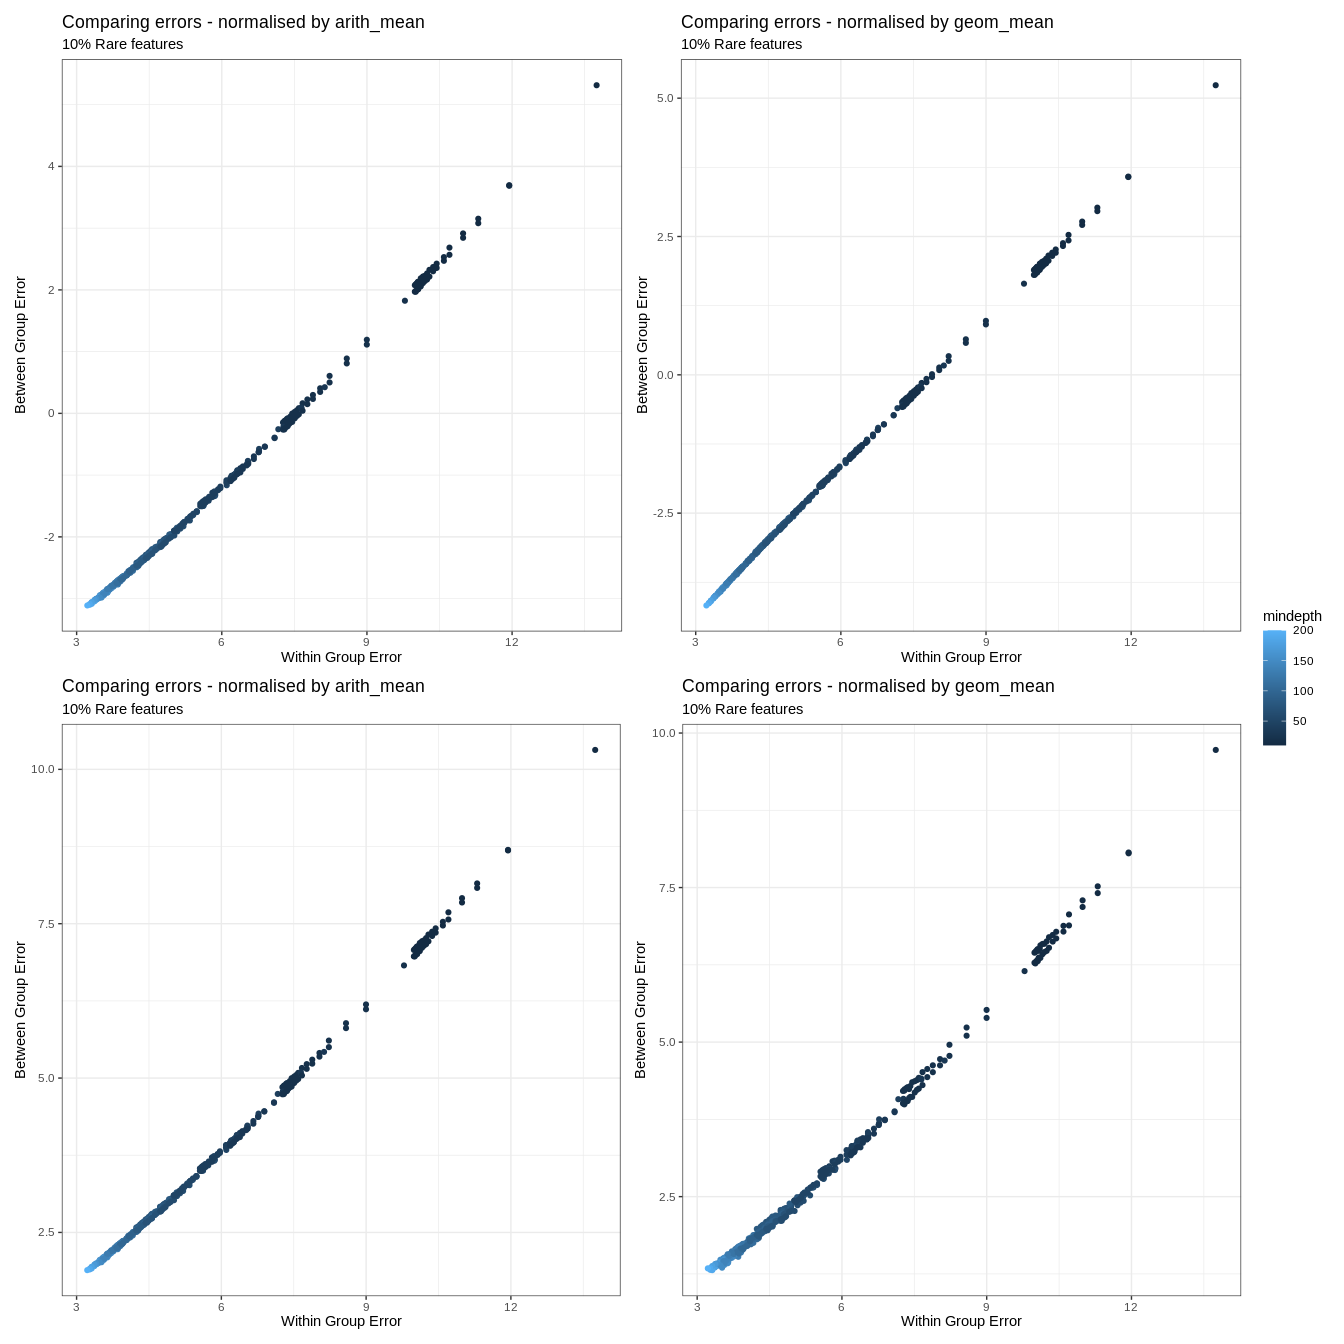 Comparing errors - normalised by arith_mean
10% Rare features
Between Group Error
4
2
0
-2
3 6 9 12
Within Group Error
Comparing errors - normalised by geom_mean
10% Rare features
Between Group Error
5.0
2.5
0.0
-2.5
3 6 9 12
Within Group Error
mindepth
200
150
100
50
Comparing errors - normalised by arith_mean
10% Rare features
Between Group Error
10.0
7.5
5.0
2.5
3 6 9 12
Within Group Error
Comparing errors - normalised by geom_mean
10% Rare features
Between Group Error
10.0
7.5
5.0
2.5
3 6 9 12
Within Group Error